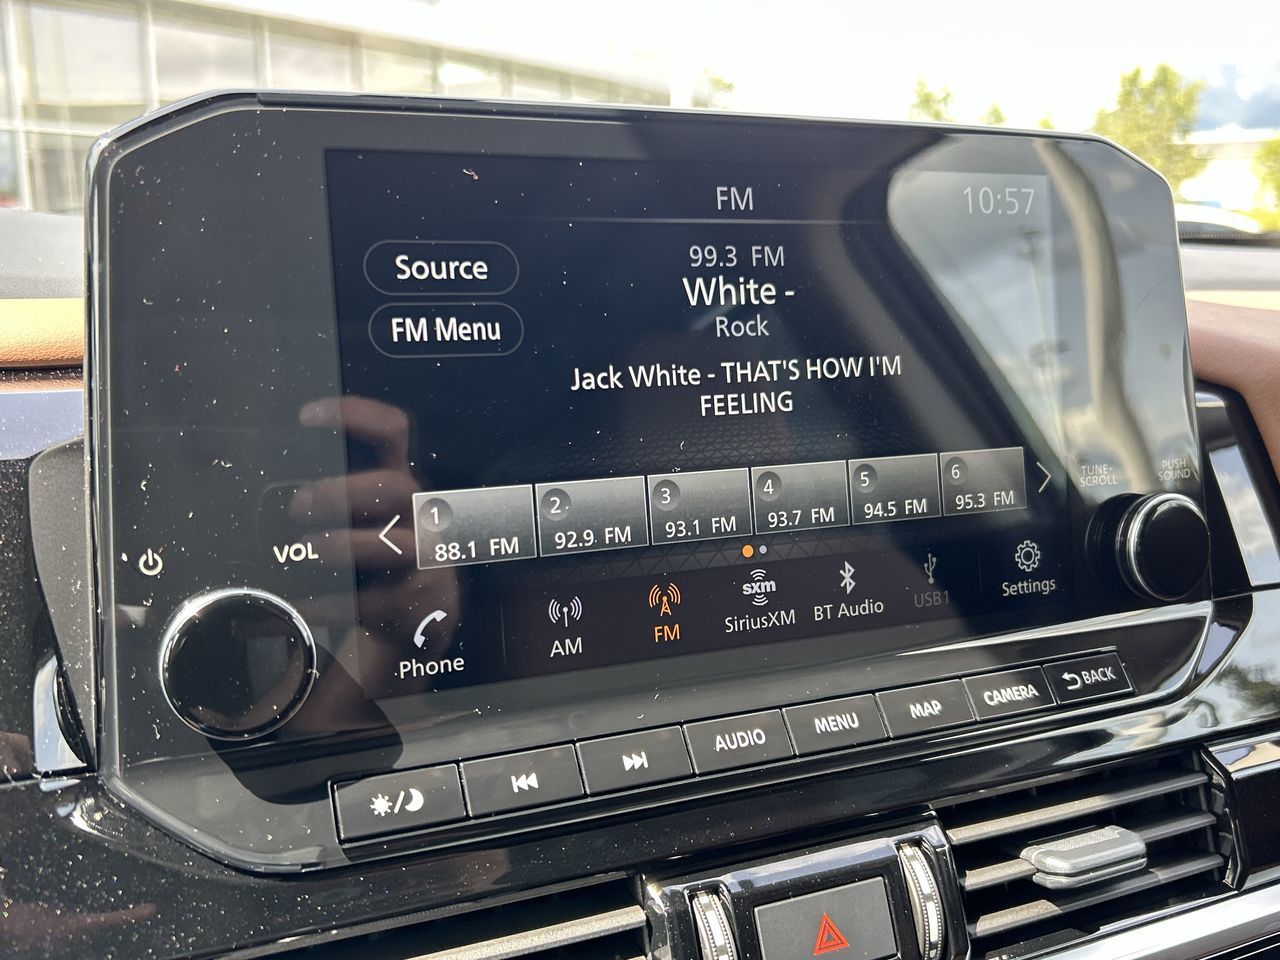 FM
10:57
Source
99.3 FM
White -
FM Menu
Rock
Jack White - THAT'S HOW I'M
FEELING
TUNE•
SCROLL
PUSH
SOUND
VOL
1
88.1 FM
2
92.9 FM
3
93.1 FM
4
93.7 FM
5
94.5 FM
6
95.3 FM
Phone
AM
FM
sxm
SiriusXM
BT Audio
USB1
Settings
AUDIO
MENU
MAP
CAMERA
BACK